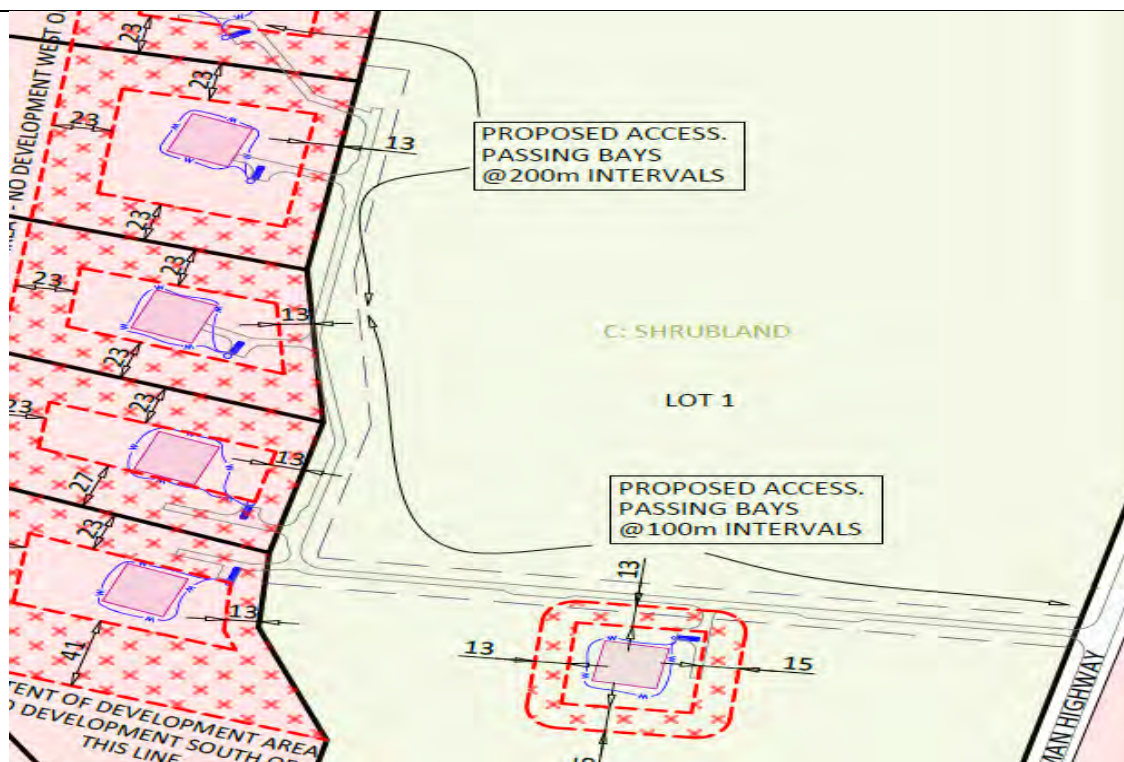 23
23
23
13
PROPOSED ACCESS.
PASSING BAYS
@200m INTERVALS
- NO DEVELOPMENT WEST
23
23
23
13
C: SHRUBLAND
23
LOT 1
23
23
13
27
PROPOSED ACCESS.
PASSING BAYS
@100m INTERVALS
23
13
13
13
15
41
TENT OF DEVELOPMENT AREA
DEVELOPMENT SOUTH OF
THIS LINE
MAN HIGHWAY